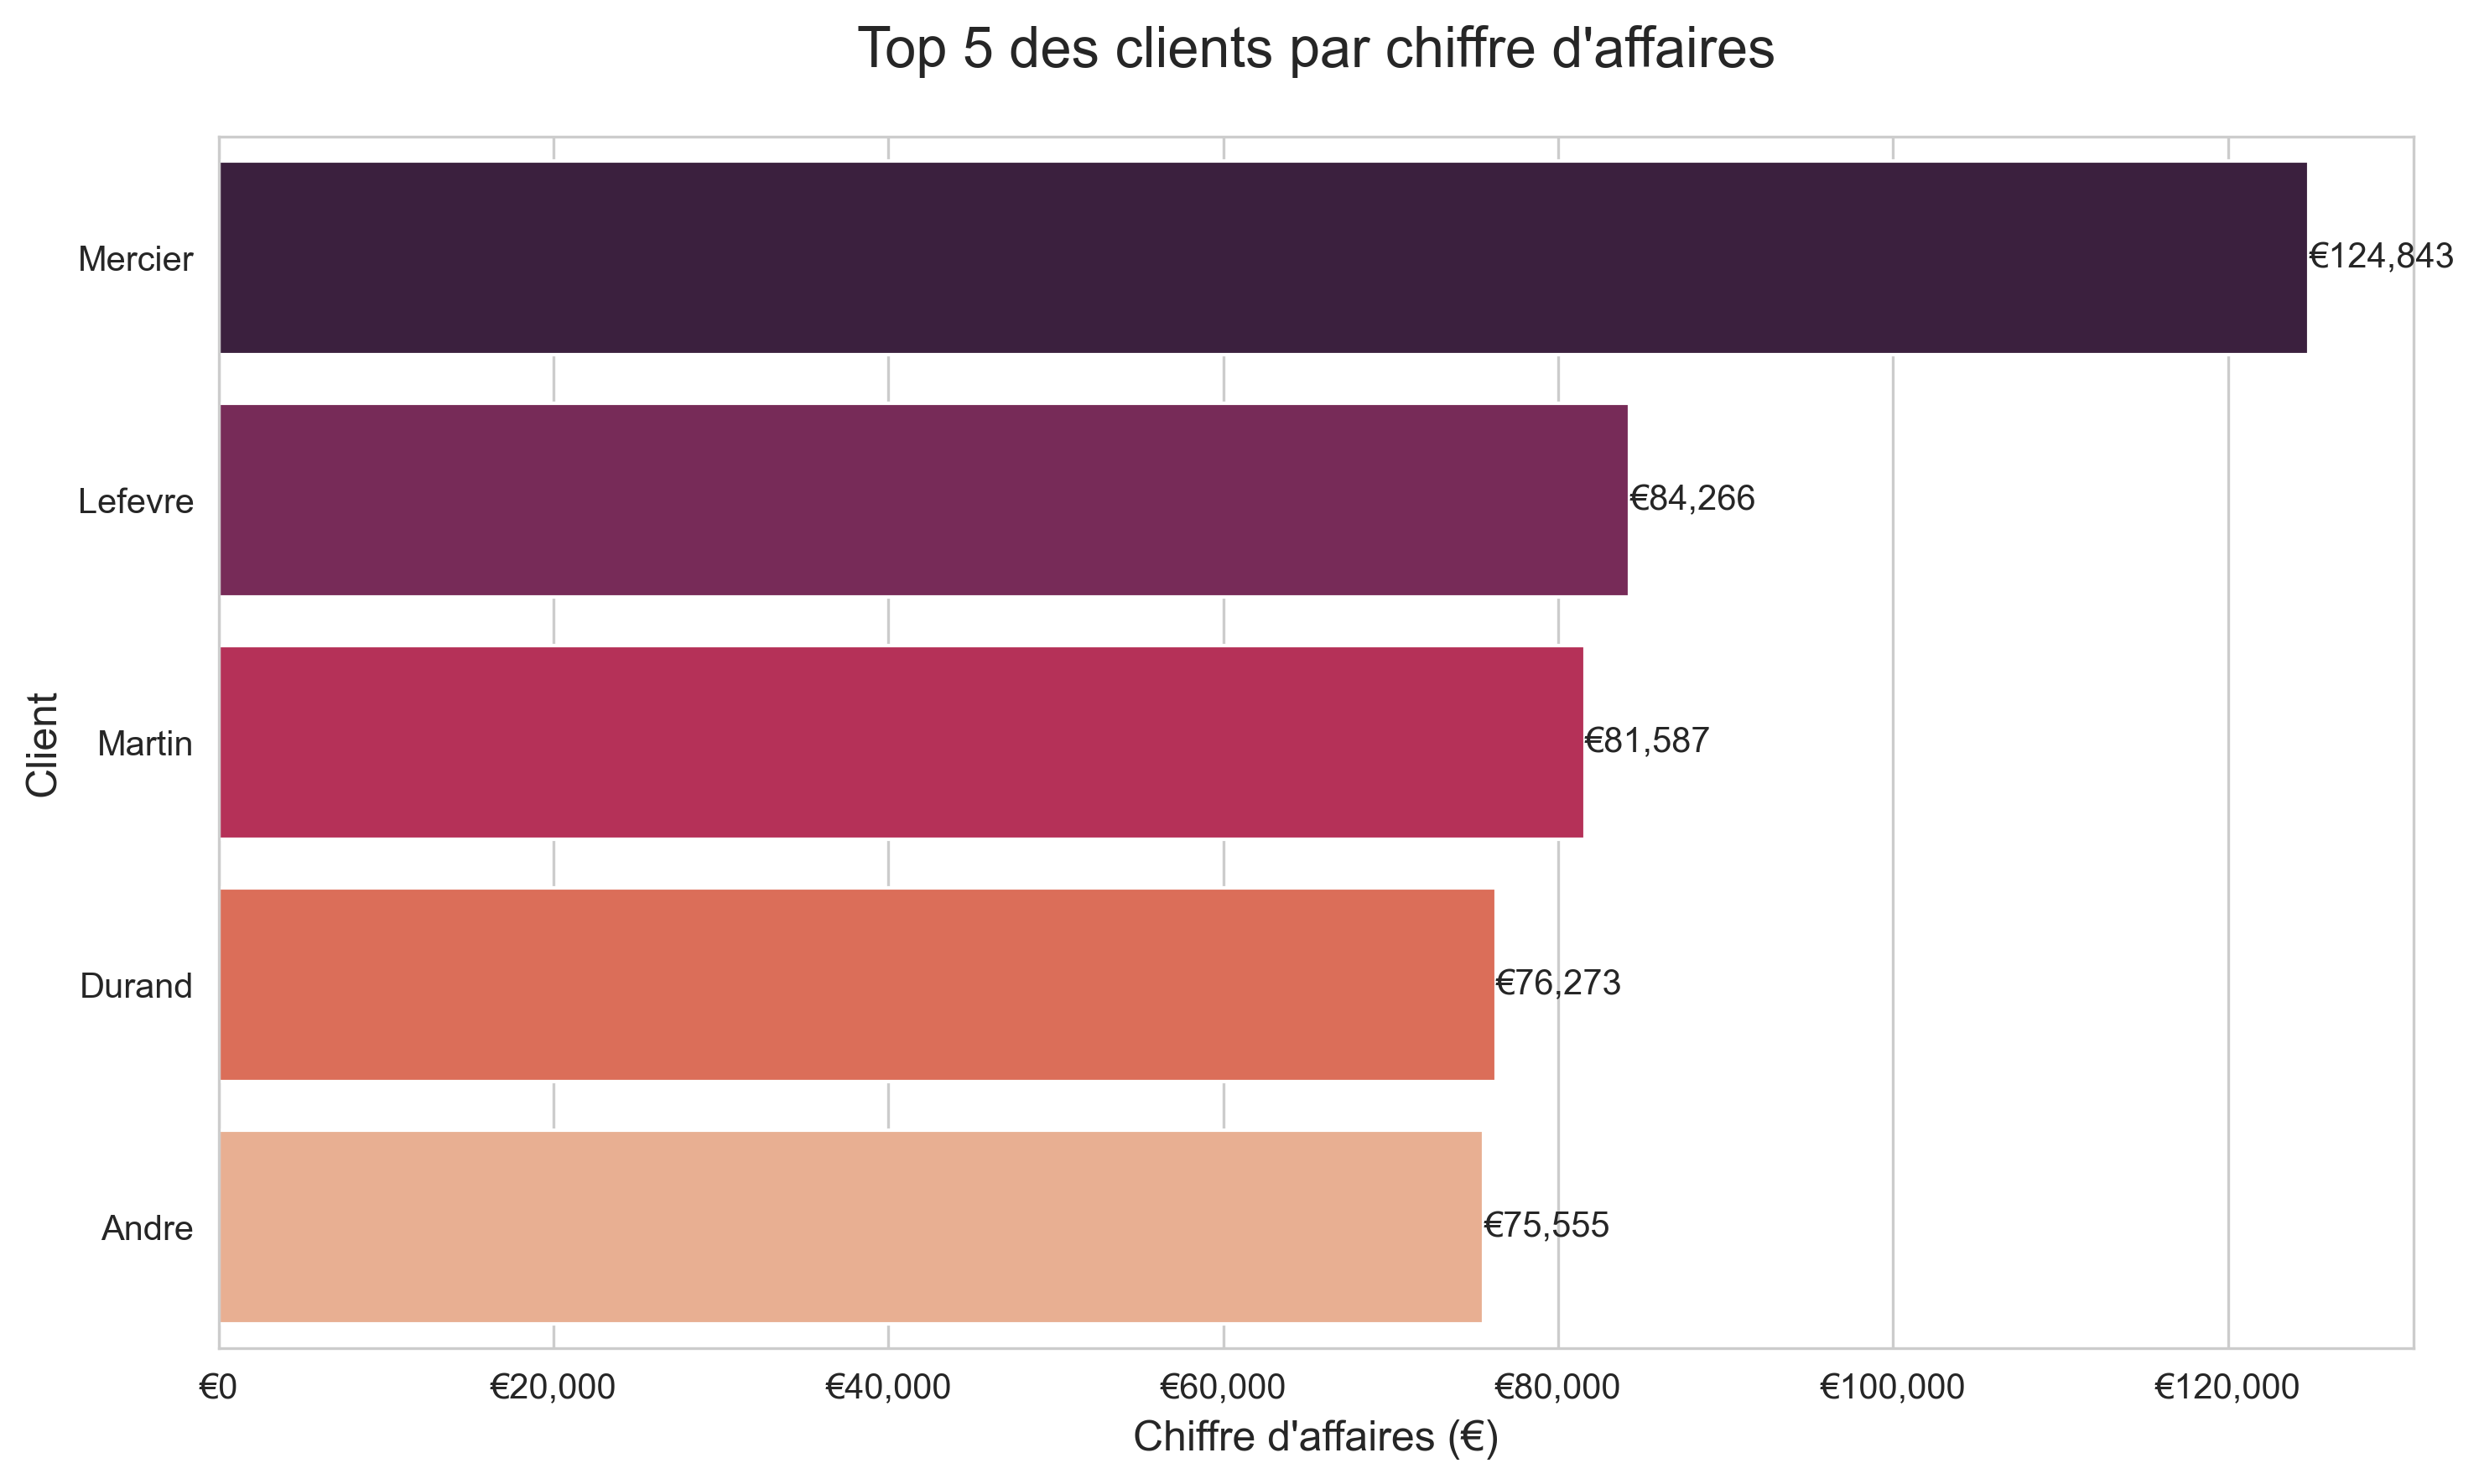 Top 5 des clients par chiffre d'affaires
Client
Mercier
€124,843
Lefevre
€84,266
Martin
€81,587
Durand
€76,273
Andre
€75,555
€0 €20,000 €40,000 €60,000 €80,000 €100,000 €120,000
Chiffre d'affaires (€)